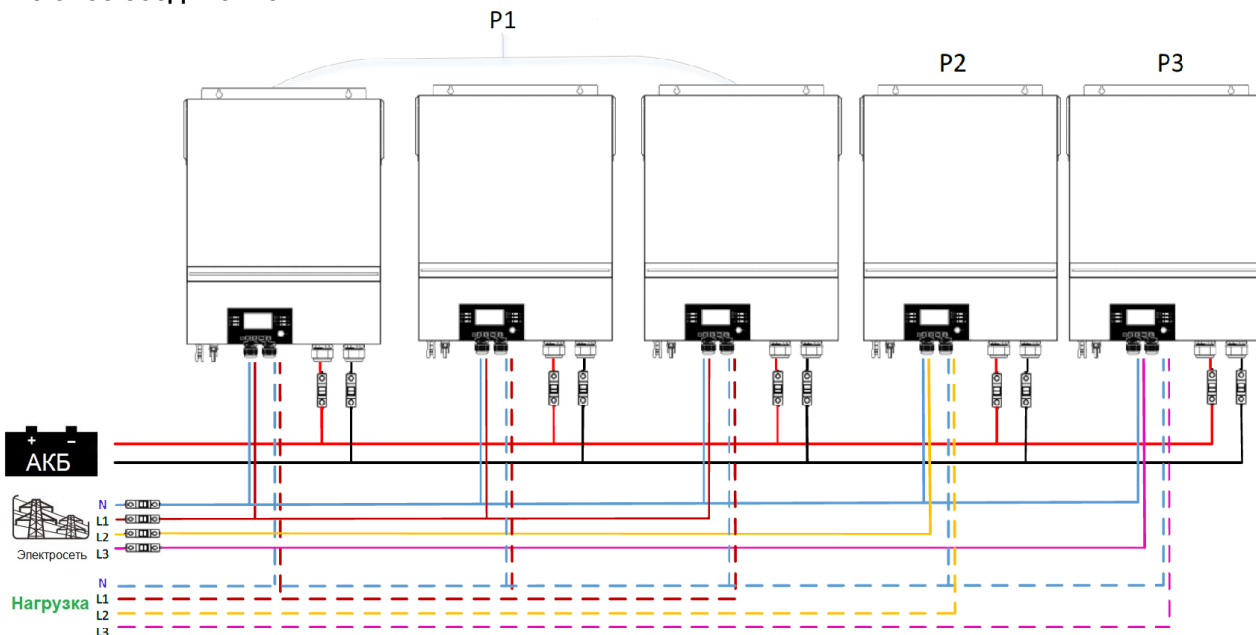 P1
P2
P3
+ −
АКБ
N
L1
L2
L3
Электросеть
N
Нагрузка L1
L2
L3